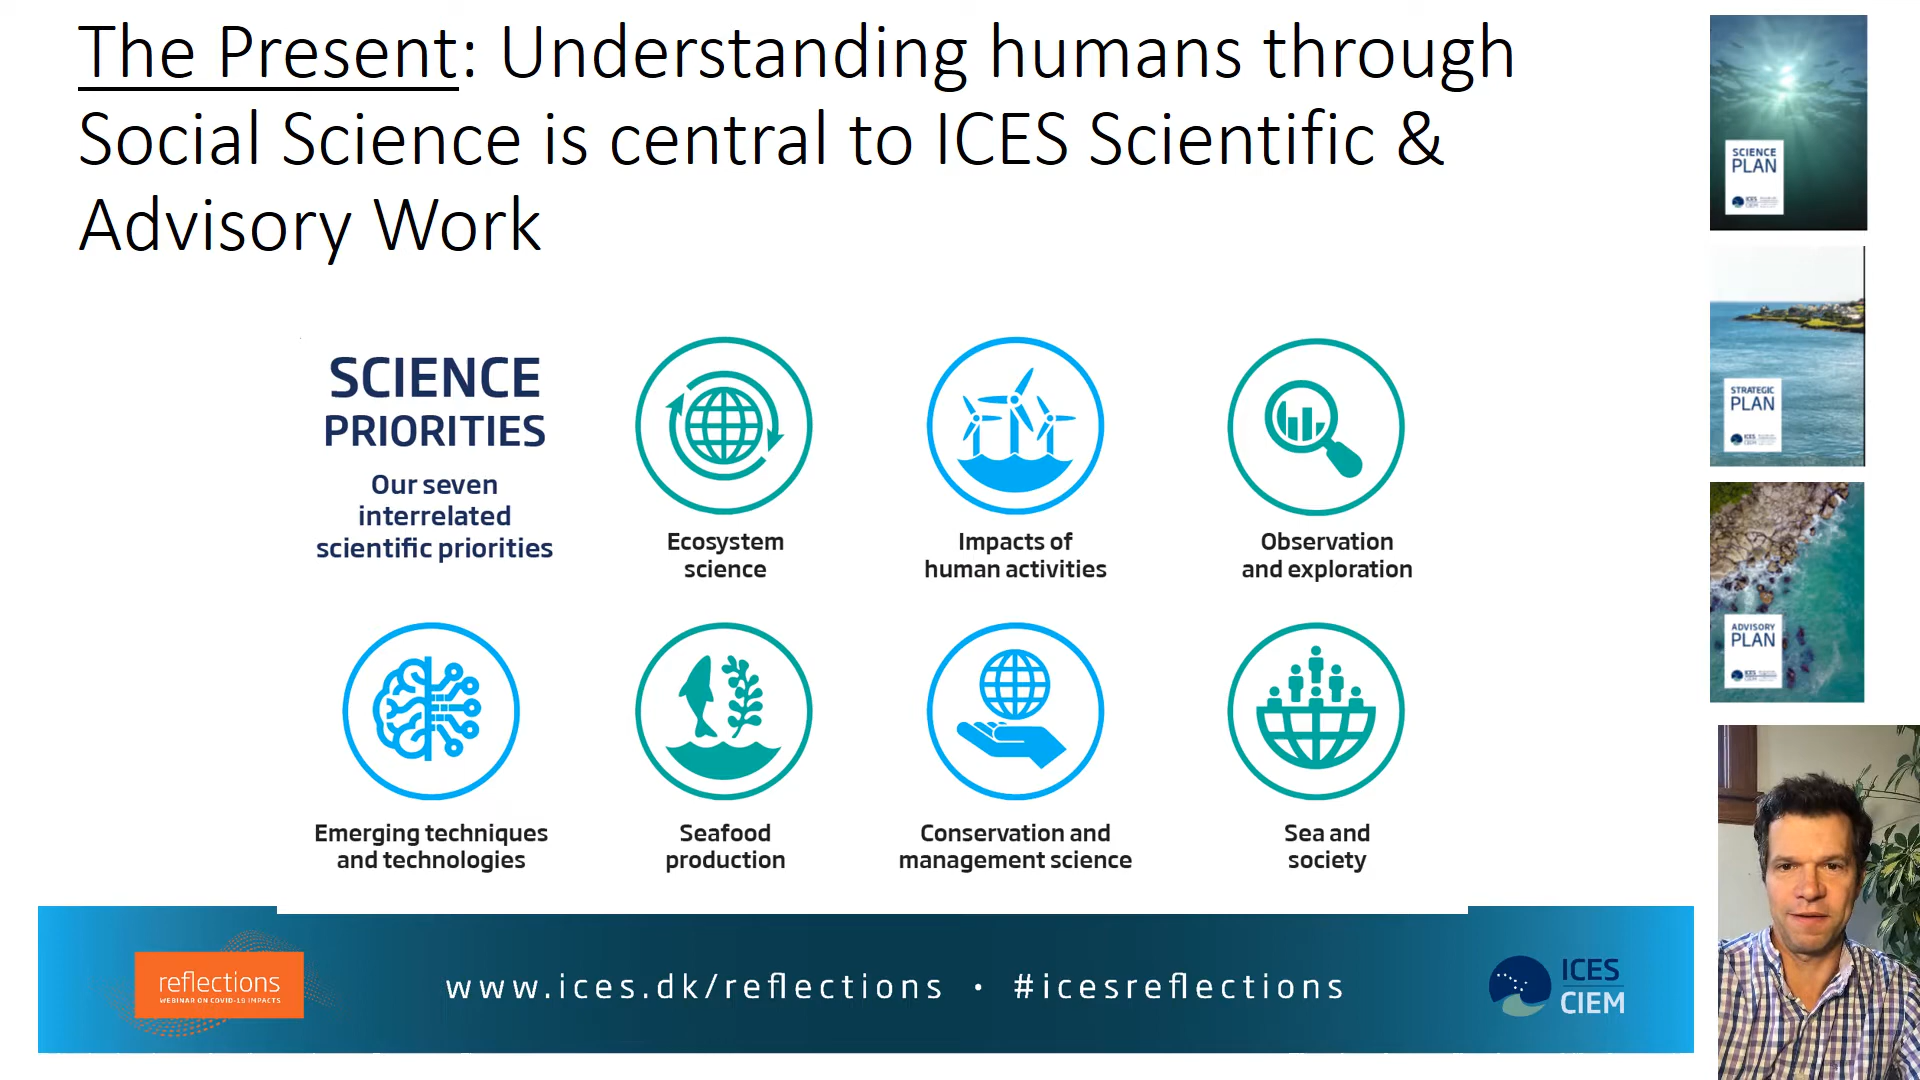 The Present: Understanding humans through
Social Science is central to ICES Scientific &
Advisory Work
SCIENCE
PRIORITIES
Our seven
interrelated
scientific priorities
Ecosystem
science
Impacts of
human activities
Observation
and exploration
Emerging techniques
and technologies
Seafood
production
Conservation and
management science
Sea and
society
SCIENCE
PLAN
STRATEGIC
PLAN
ADVISORY
PLAN
reflections
WEBINAR ON COVID-19 IMPACTS
www.ices.dk/reflections • #icesreflections
ICES
CIEM